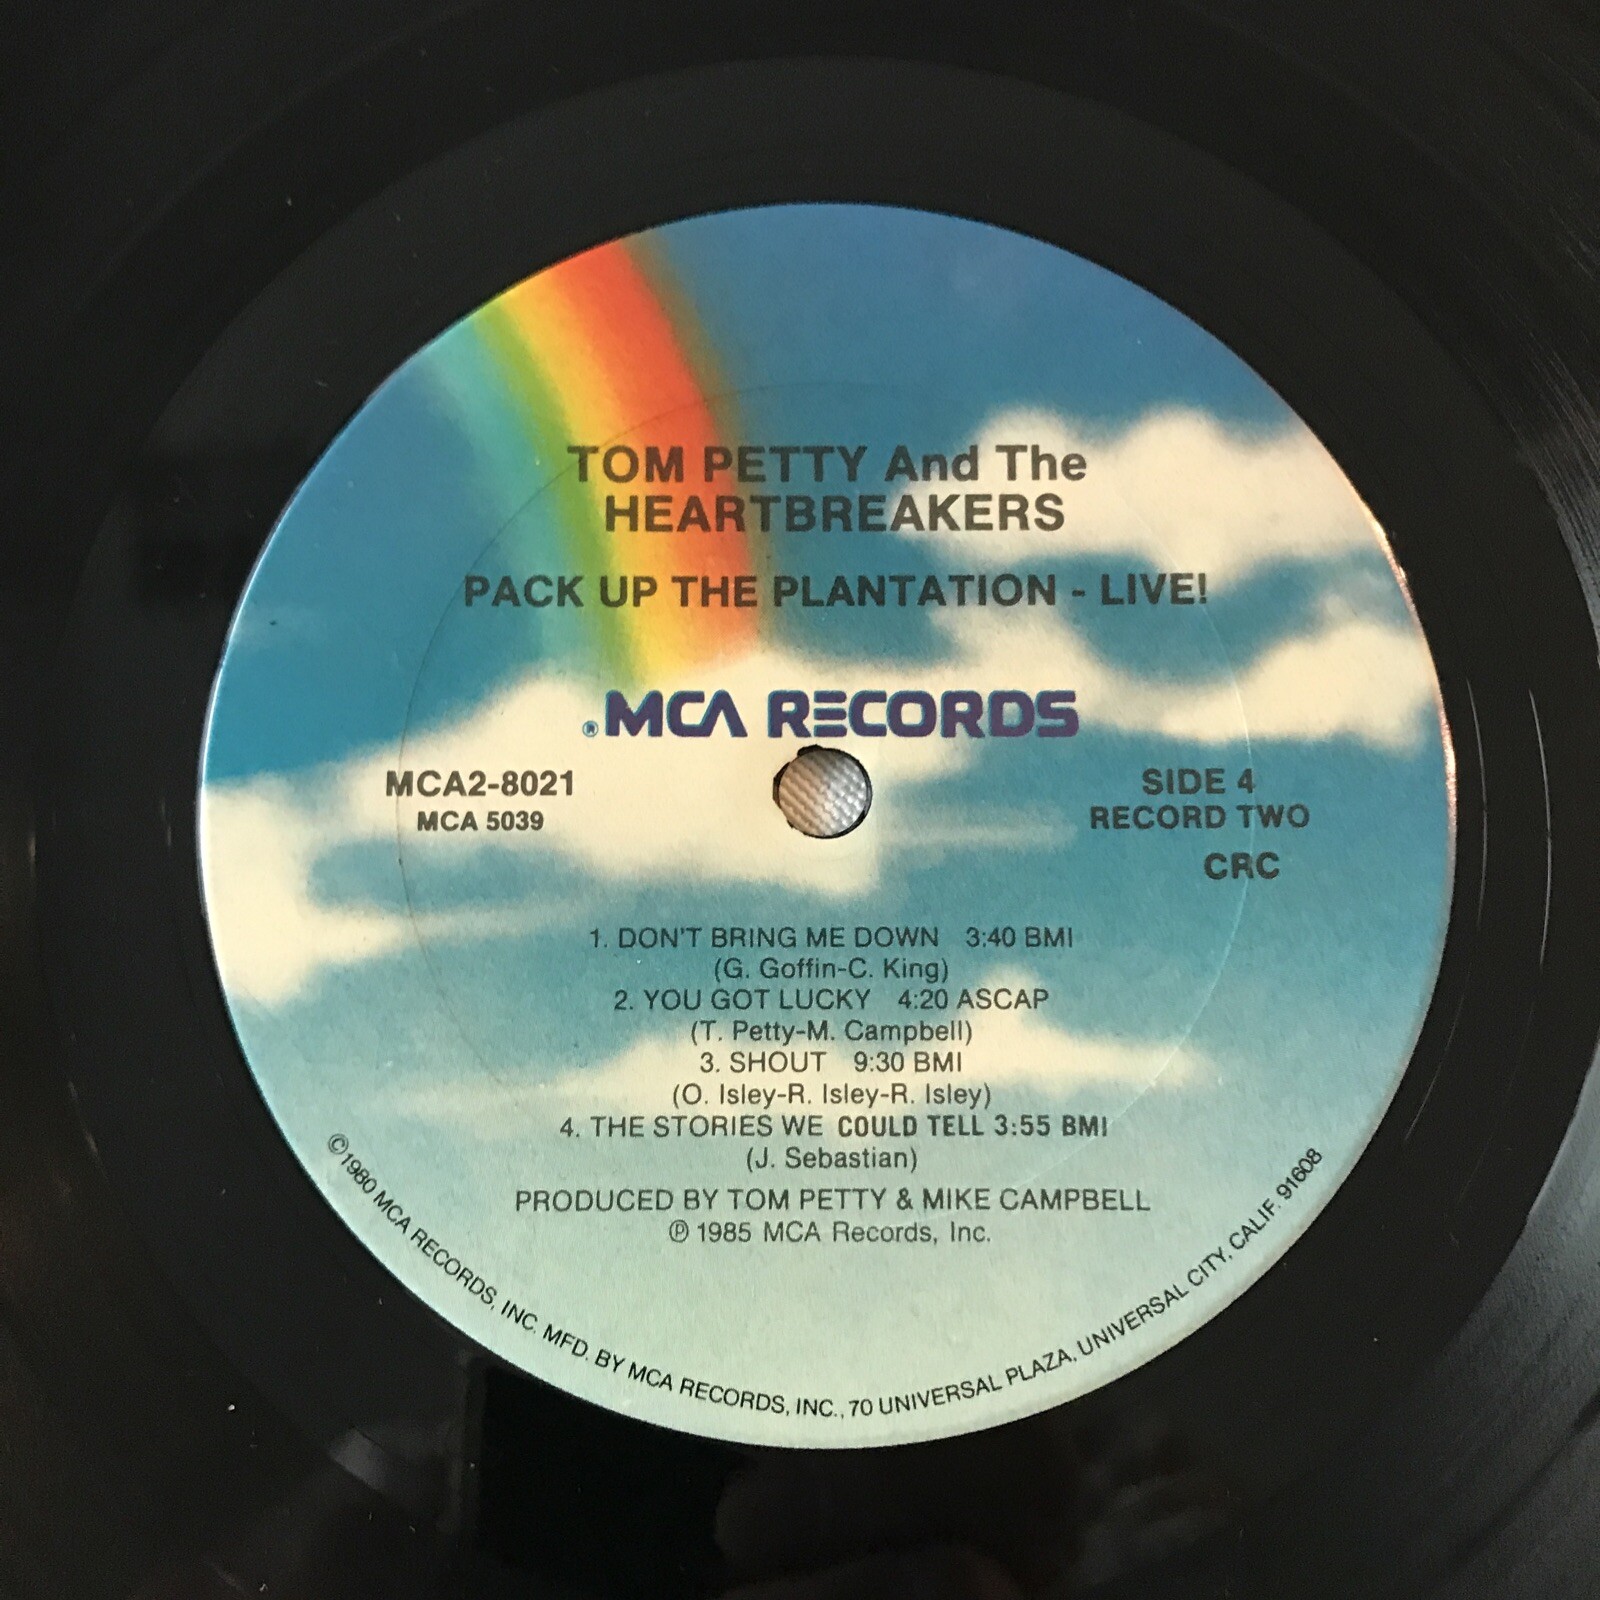 TOM PETTY And The
HEARTBREAKERS
PACK UP THE PLANTATION - LIVE!
® MCA RECORDS
MCA2-8021
MCA 5039
SIDE 4
RECORD TWO
CRC
1. DON'T BRING ME DOWN 3:40 BMI
(G. Goffin-C. King)
2. YOU GOT LUCKY 4:20 ASCAP
(T. Petty-M. Campbell)
3. SHOUT 9:30 BMI
(O. Isley-R. Isley-R. Isley)
4. THE STORIES WE COULD TELL 3:55 BMI
(J. Sebastian)
PRODUCED BY TOM PETTY & MIKE CAMPBELL
℗ 1985 MCA Records, Inc.
©1980 MCA RECORDS, INC. MFD. BY MCA RECORDS, INC., 70 UNIVERSAL PLAZA, UNIVERSAL CITY, CALIF. 91608